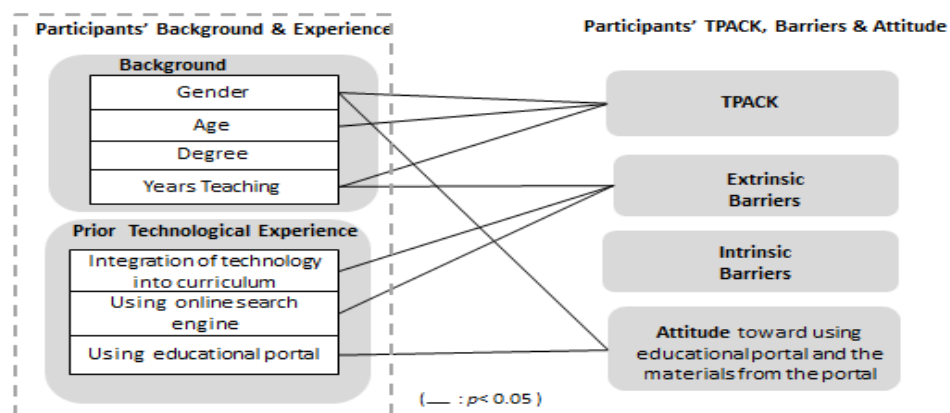 Participants' Background & Experience
Background
Gender
Age
Degree
Years Teaching
Prior Technological Experience
Integration of technology
into curriculum
Using online search
engine
Using educational portal
Participants' TPACK, Barriers & Attitude
TPACK
Extrinsic
Barriers
Intrinsic
Barriers
Attitude toward using
educational portal and the
materials from the portal
( __ : p< 0.05 )